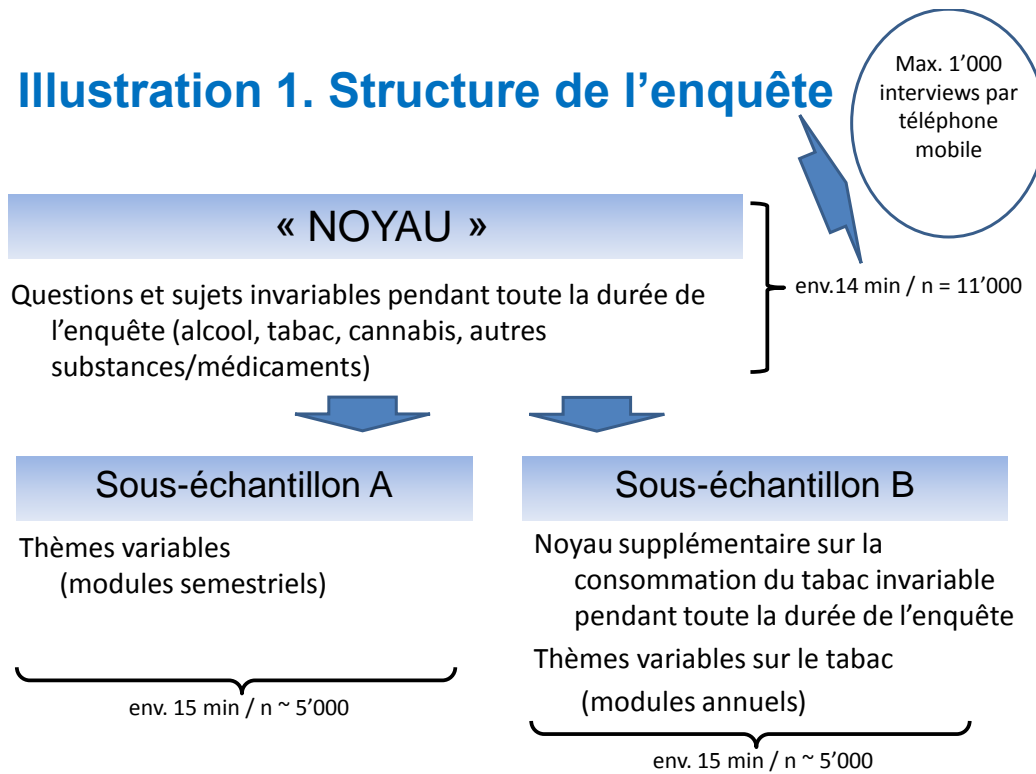 Illustration 1. Structure de l’enquête
Max. 1’000
interviews par
téléphone
mobile
« NOYAU »
Questions et sujets invariables pendant toute la durée de
l’enquête (alcool, tabac, cannabis, autres
substances/médicaments)
env.14 min / n = 11’000
Sous-échantillon A
Thèmes variables
(modules semestriels)
env. 15 min / n ~ 5’000
Sous-échantillon B
Noyau supplémentaire sur la
consommation du tabac invariable
pendant toute la durée de l’enquête
Thèmes variables sur le tabac
(modules annuels)
env. 15 min / n ~ 5’000